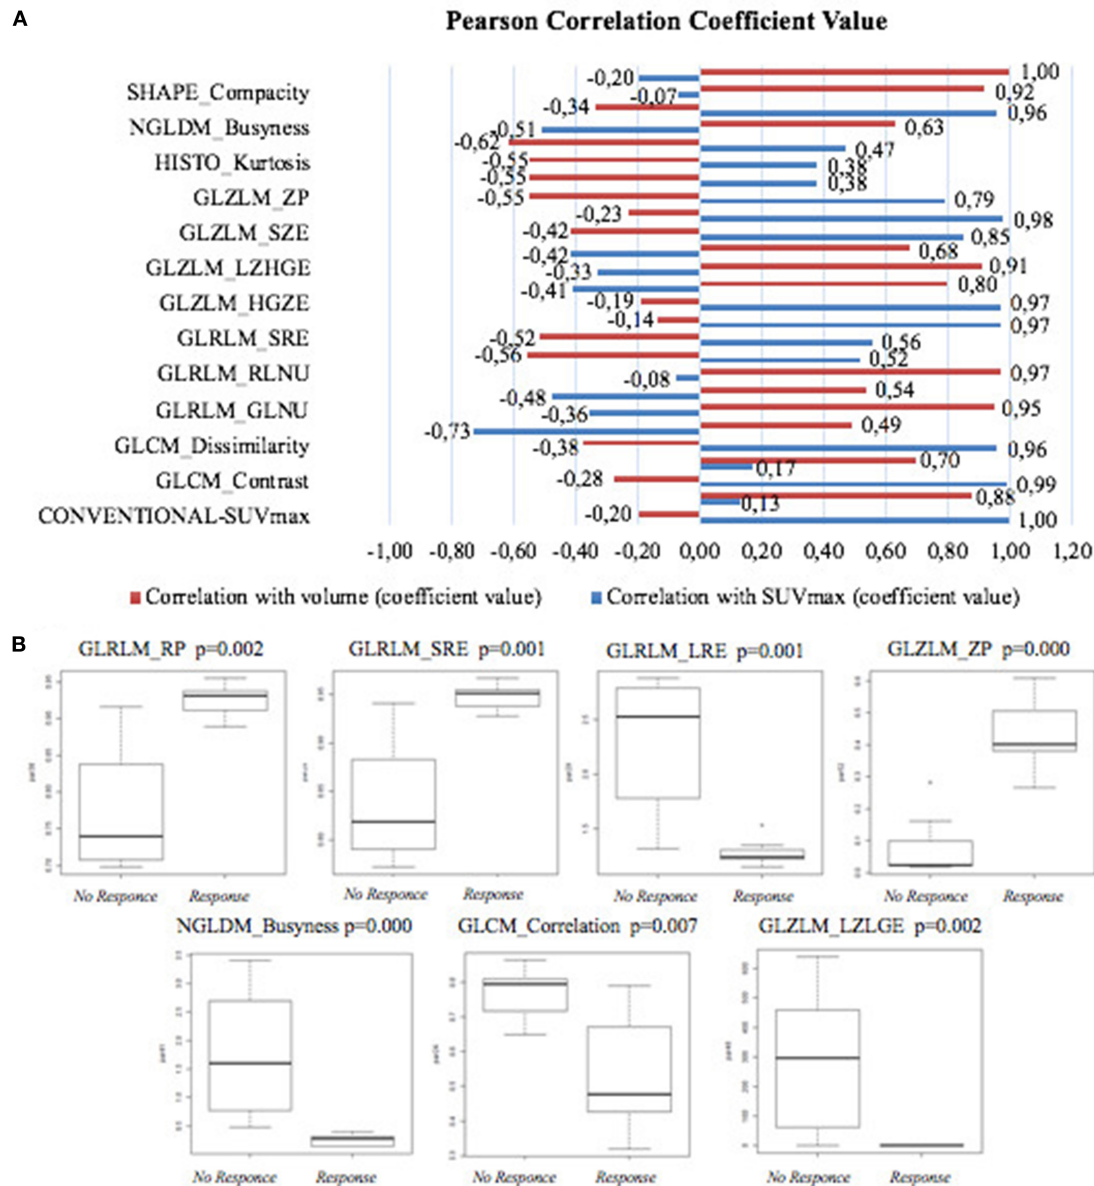 A
Pearson Correlation Coefficient Value
-0,20 1,00
SHAPE_Compacity -0,07 0,92
-0,34 0,96
NGLDM_Busyness -0,51 0,63
-0,62 0,47
HISTO_Kurtosis -0,55 0,38
-0,55 0,38
GLZLM_ZP -0,55 0,79
-0,23 0,98
GLZLM_SZE -0,42 0,85
-0,42 0,68
GLZLM_LZHGE -0,33 0,91
-0,41 0,80
GLZLM_HGZE -0,19 0,97
-0,14 0,97
GLRLM_SRE -0,52 0,56
-0,56 0,52
GLRLM_RLNU -0,08 0,97
-0,48 0,54
GLRLM_GLNU -0,36 0,95
-0,73 0,49
GLCM_Dissimilarity -0,38 0,96
0,70
0,17
GLCM_Contrast -0,28 0,99
0,88
0,13
CONVENTIONAL-SUVmax -0,20 1,00
-1,00 -0,80 -0,60 -0,40 -0,20 0,00 0,20 0,40 0,60 0,80 1,00 1,20
Correlation with volume (coefficient value) Correlation with SUVmax (coefficient value)
B
GLRLM_RP p=0.002 GLRLM_SRE p=0.001 GLRLM_LRE p=0.001 GLZLM_ZP p=0.000
No Responce Response No Responce Response No Responce Response No Responce Response
NGLDM_Busyness p=0.000 GLCM_Correlation p=0.007 GLZLM_LZLGE p=0.002
No Responce Response No Responce Response No Responce Response